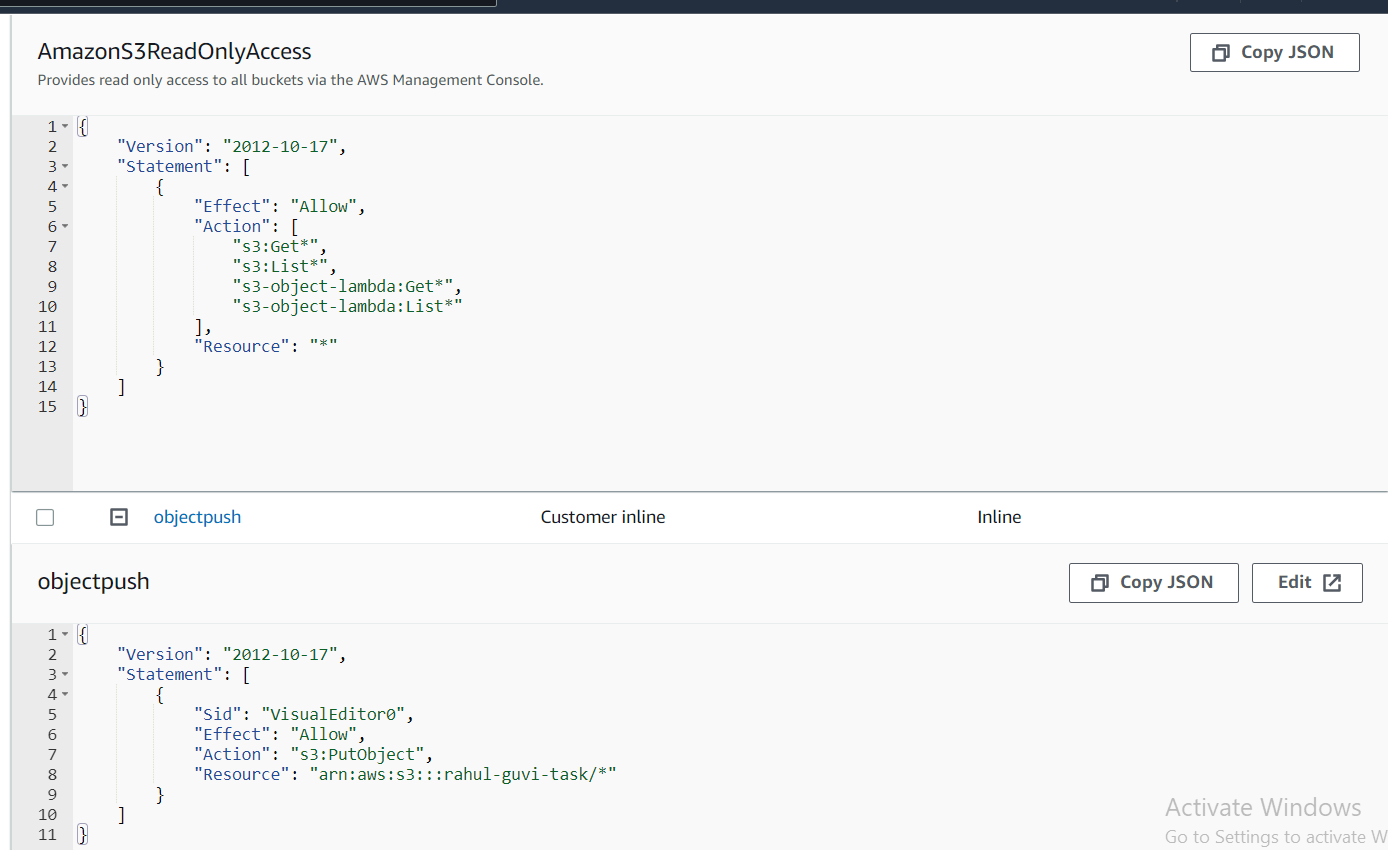 AmazonS3ReadOnlyAccess
Copy JSON
Provides read only access to all buckets via the AWS Management Console.
1 {
2 "Version": "2012-10-17",
3 "Statement": [
4 {
5 "Effect": "Allow",
6 "Action": [
7 "s3:Get*",
8 "s3:List*",
9 "s3-object-lambda:Get*",
10 "s3-object-lambda:List*"
11 ],
12 "Resource": "*"
13 }
14 ]
15 }
objectpush Customer inline Inline
objectpush
Copy JSON
Edit
1 {
2 "Version": "2012-10-17",
3 "Statement": [
4 {
5 "Sid": "VisualEditor0",
6 "Effect": "Allow",
7 "Action": "s3:PutObject",
8 "Resource": "arn:aws:s3:::rahul-guvi-task/*"
9 }
10 ]
11 }
Activate Windows
Go to Settings to activate W